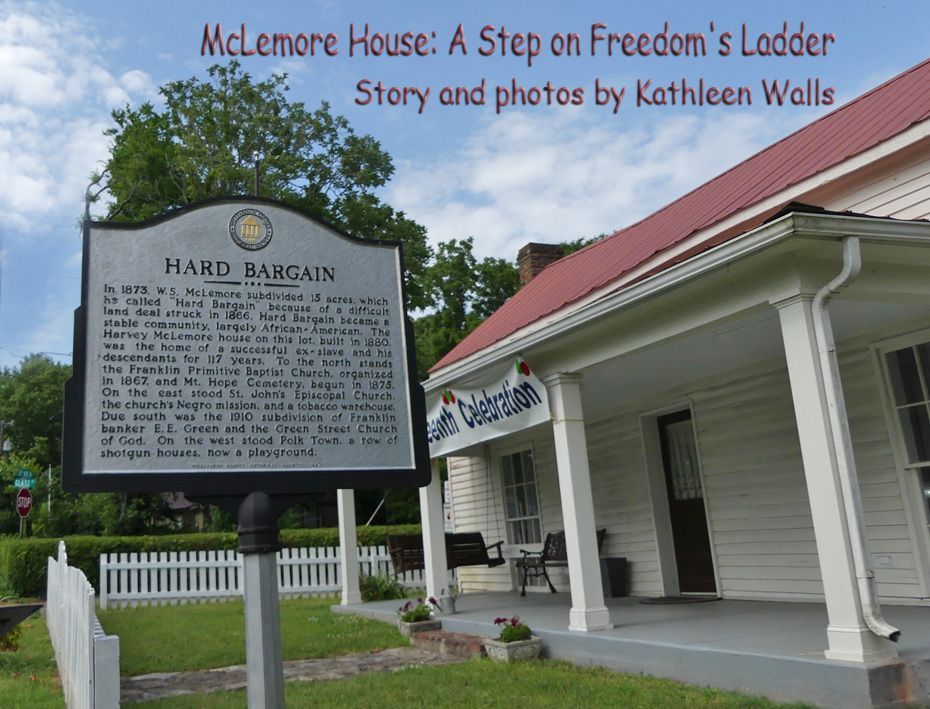 McLemore House: A Step on Freedom's Ladder
Story and photos by Kathleen Walls
HARD BARGAIN
In 1873, W.S. McLemore subdivided 15 acres, which
he called "Hard Bargain" because of a difficult
land deal struck in 1866. Hard Bargain became a
stable community, largely African-American. The
Harvey McLemore house on this lot, built in 1880,
was the home of a successful ex-slave and his
descendants for 117 years. To the north stands
the Franklin Primitive Baptist Church, organized
in 1867, and Mt. Hope Cemetery, begun in 1875.
On the east stood St. John's Episcopal Church,
the church's Negro mission, and a tobacco warehouse.
Due south was the 1910 subdivision of Franklin
banker E.E. Green and the Green Street Church
of God. On the west stood Polk Town, a row of
shotgun houses, now a playground.
WILLIAMSON COUNTY HISTORICAL SOCIETY
eenth Celebration
GLASS
STOP